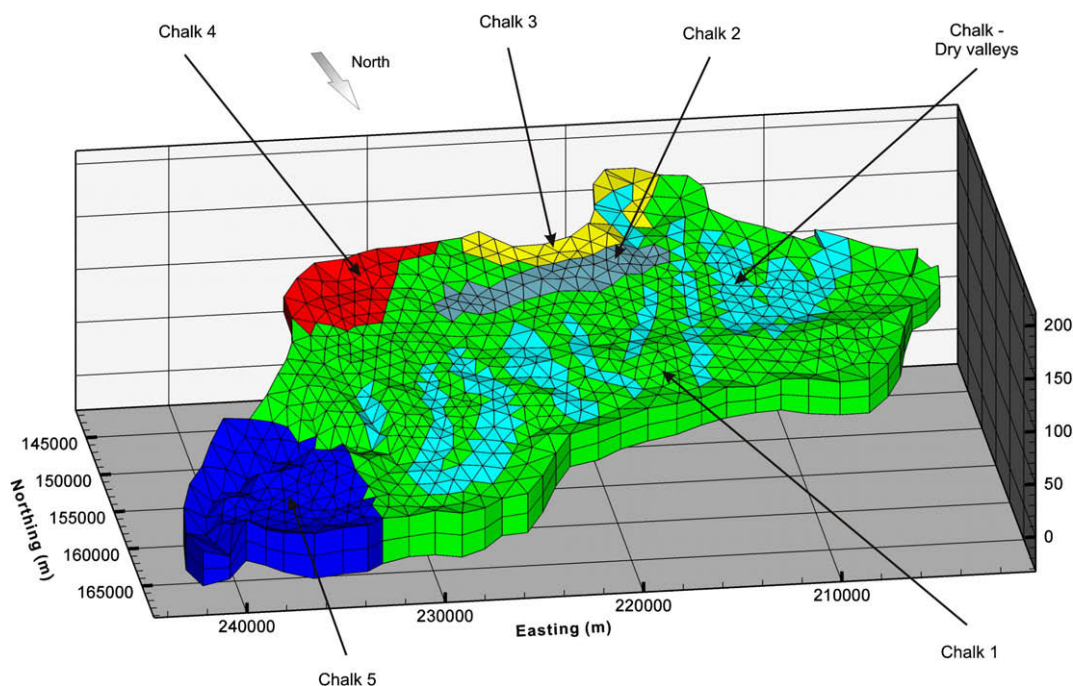 Chalk 4
Chalk 3
Chalk 2
Chalk -
Dry valleys
North
200
150
100
50
0
145000
150000
155000
160000
165000
Northing (m)
240000
230000
220000
210000
Easting (m)
Chalk 1
Chalk 5